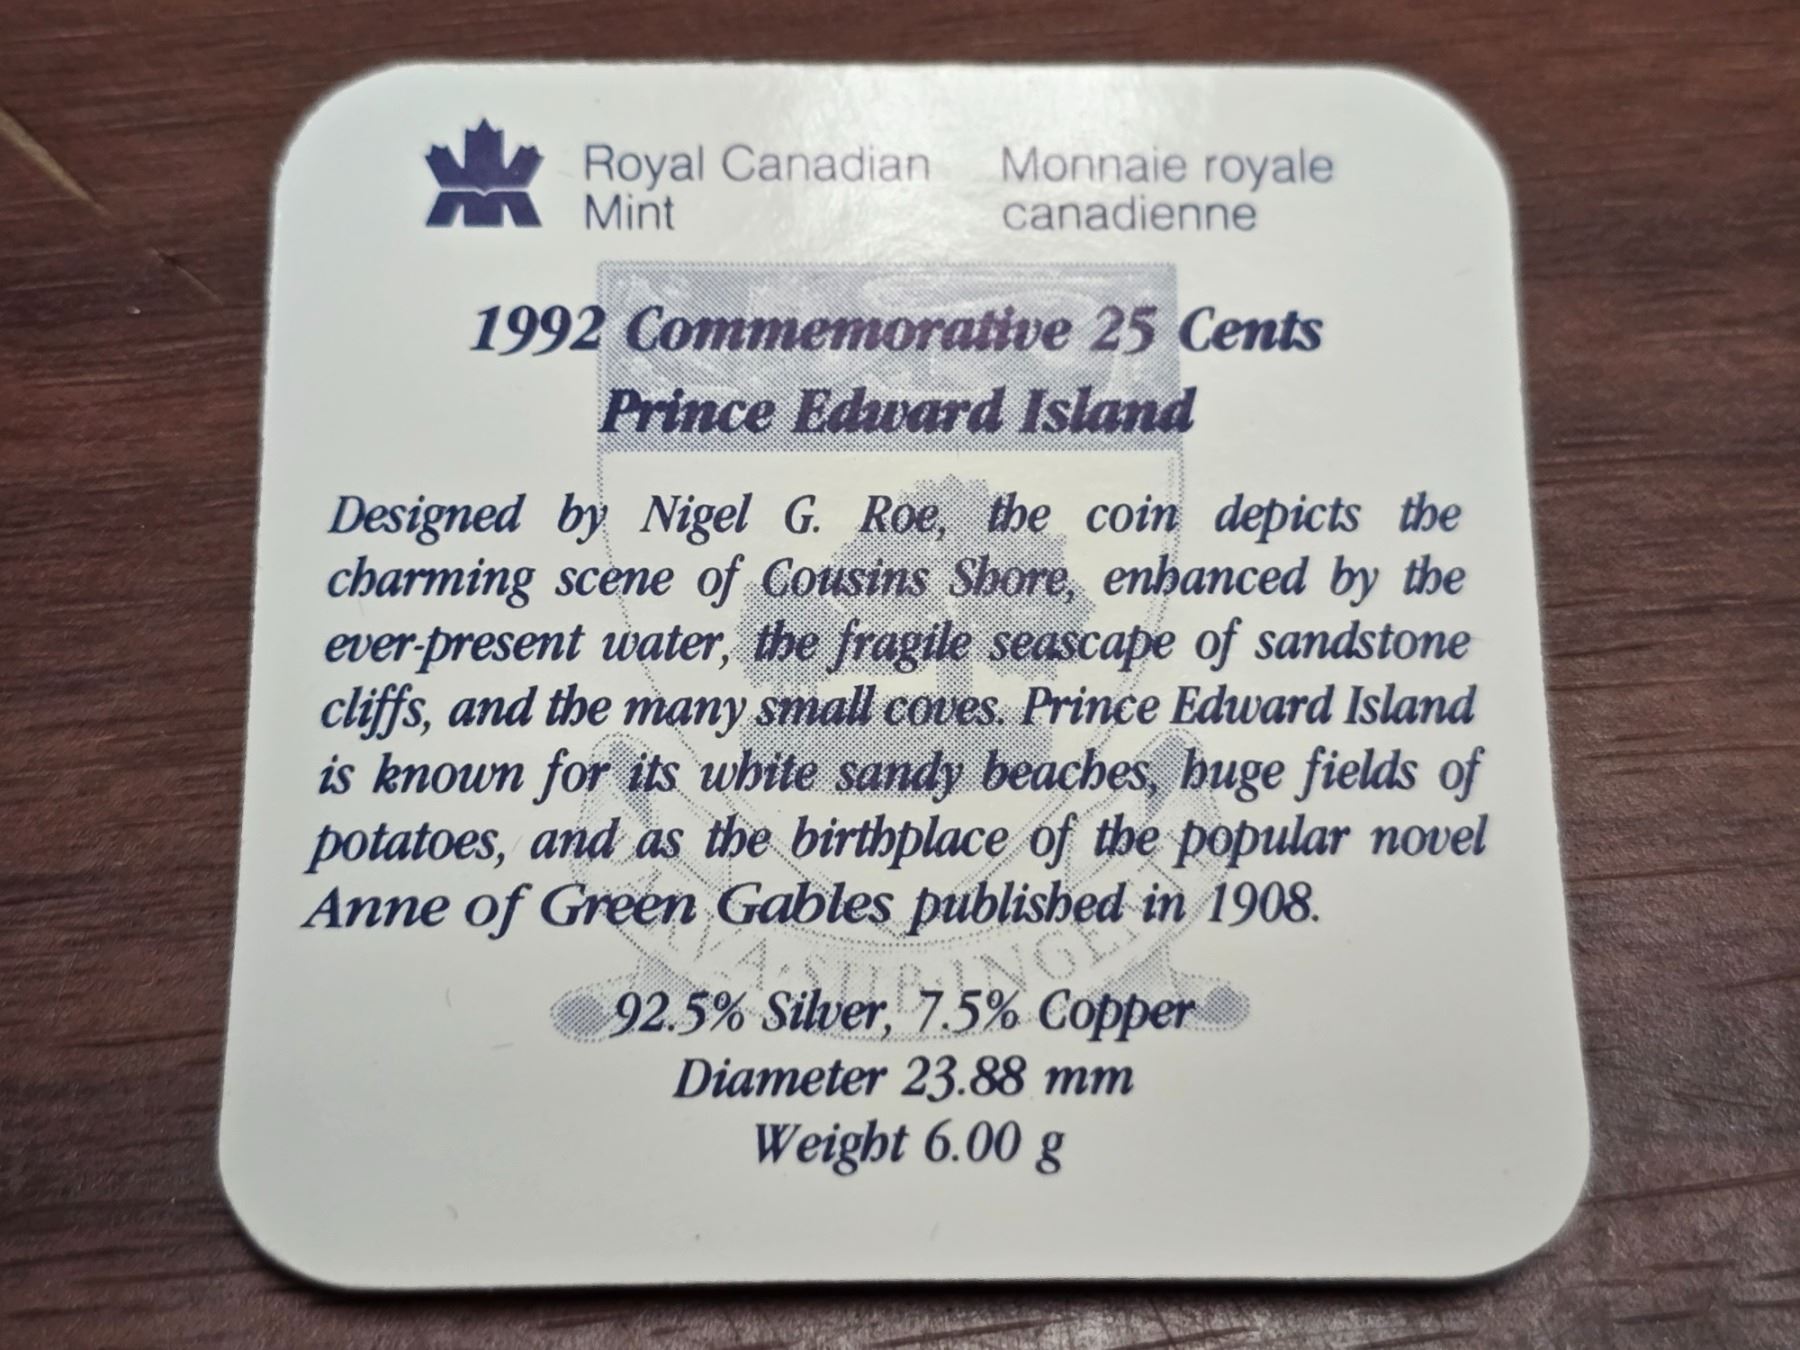 Royal Canadian Mint
Monnaie royale canadienne
1992 Commemorative 25 Cents
Prince Edward Island
Designed by Nigel G. Roe, the coin depicts the
charming scene of Cousins Shore, enhanced by the
ever-present water, the fragile seascape of sandstone
cliffs, and the many small coves. Prince Edward Island
is known for its white sandy beaches, huge fields of
potatoes, and as the birthplace of the popular novel
Anne of Green Gables published in 1908.
92.5% Silver, 7.5% Copper
Diameter 23.88 mm
Weight 6.00 g